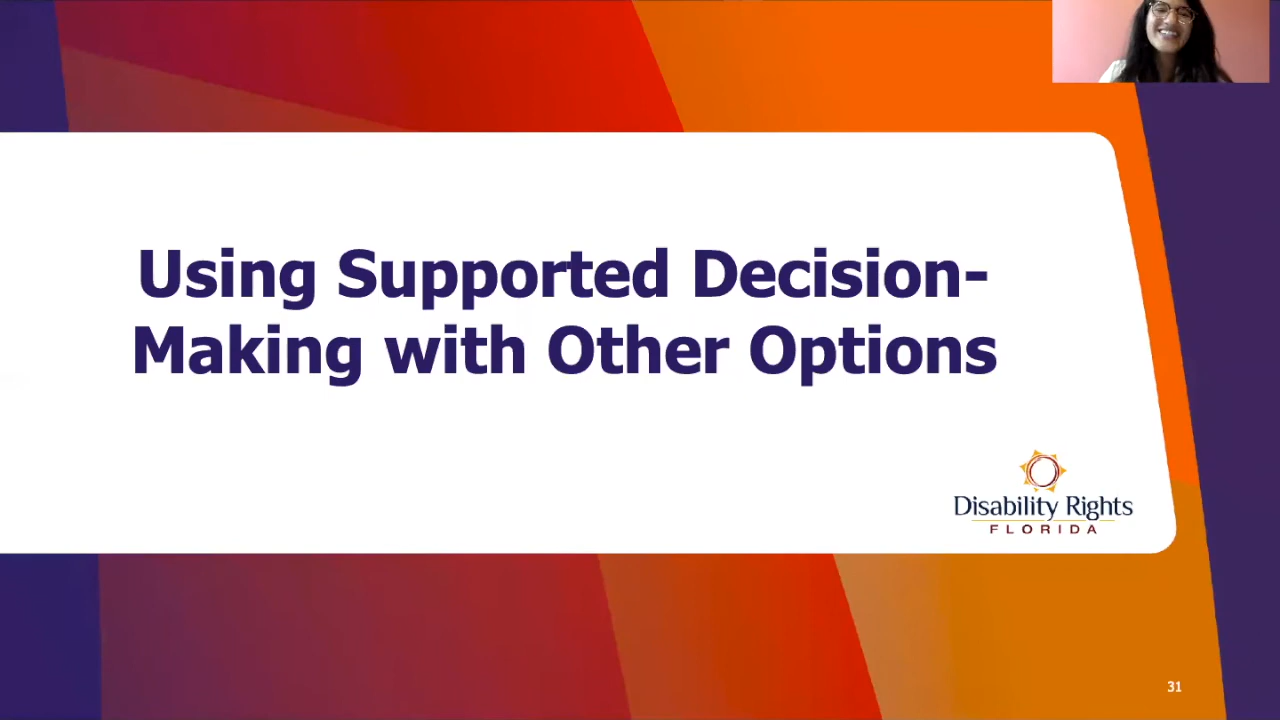 Using Supported Decision-
Making with Other Options
Disability Rights
FLORIDA
31